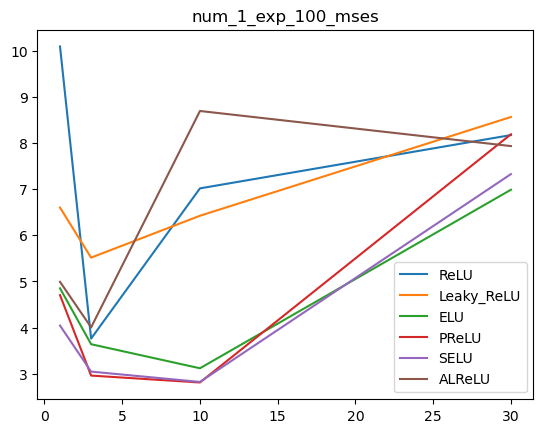 num_1_exp_100_mses
10
9
8
7
6
5
4
3
0
5
10
15
20
25
30
ReLU
Leaky_ReLU
ELU
PReLU
SELU
ALReLU